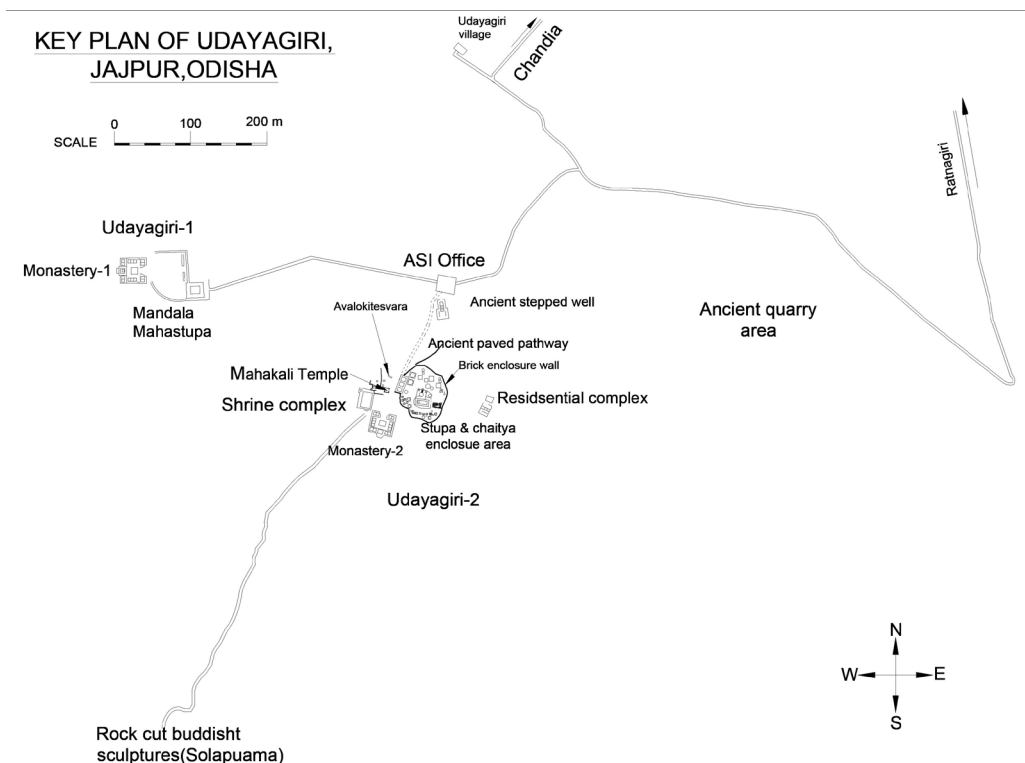 KEY PLAN OF UDAYAGIRI,
JAJPUR,ODISHA
SCALE
0 100 200 m
Udayagiri
village
Chandia
Ratnagiri
Udayagiri-1
Monastery-1
Mandala
Mahastupa
ASI Office
Ancient stepped well
Avalokitesvara
Ancient quarry
area
Ancient paved pathway
Brick enclosure wall
Mahakali Temple
Shrine complex
Residsential complex
Stupa & chaitya
enclosue area
Monastery-2
Udayagiri-2
N
W E
S
Rock cut buddisht
sculptures(Solapuama)